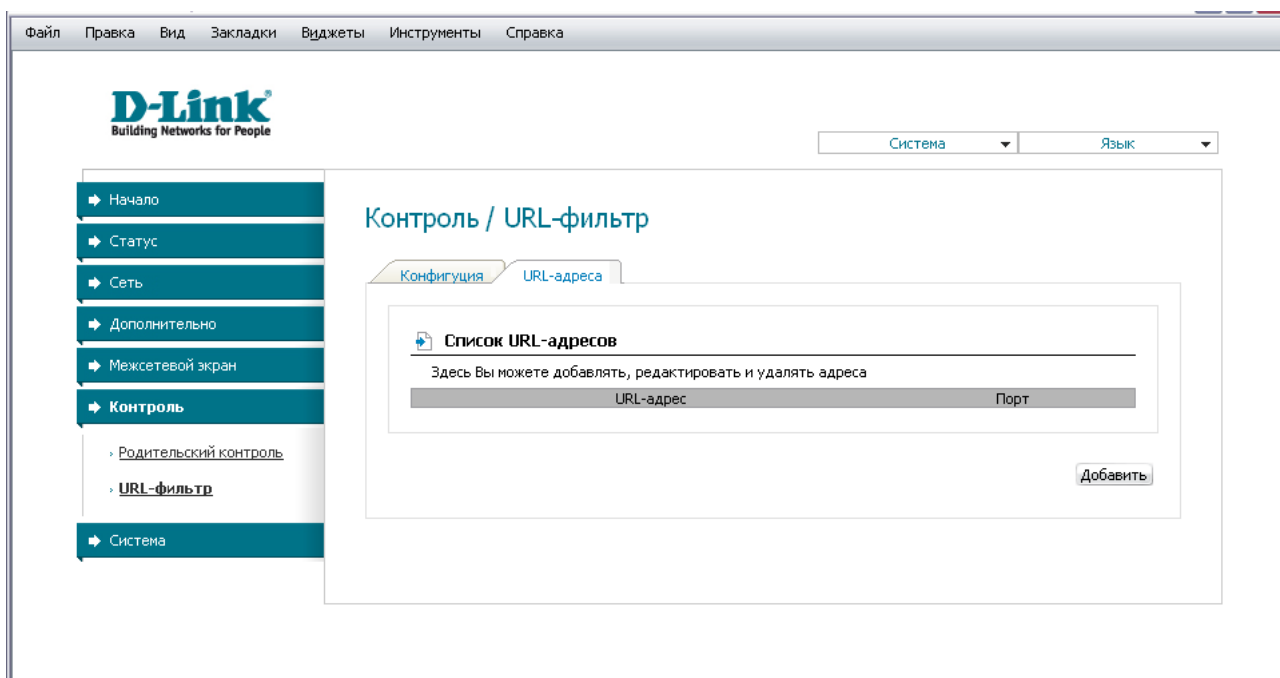 Файл Правка Вид Закладки Виджеты Инструменты Справка
D-Link
Building Networks for People
Система Язык
Начало
Статус
Сеть
Дополнительно
Межсетевой экран
Контроль
Родительский контроль
URL-фильтр
Система
Контроль / URL-фильтр
Конфигуция URL-адреса
Список URL-адресов
Здесь Вы можете добавлять, редактировать и удалять адреса
URL-адрес Порт
Добавить